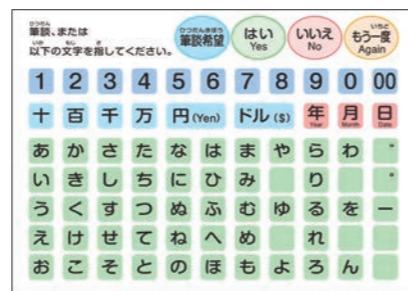 筆談、または
以下の文字を指してください。
筆談希望
はい
Yes
いいえ
No
もう一度
Again
1 2 3 4 5 6 7 8 9 0 00
十 百 千 万 円(Yen) ドル($) 年 Year 月 Month 日 Date
あ か さ た な は ま や ら わ ゛
い き し ち に ひ み り ゜
う く す つ ぬ ふ む ゆ る を ー
え け せ て ね へ め れ
お こ そ と の ほ も よ ろ ん